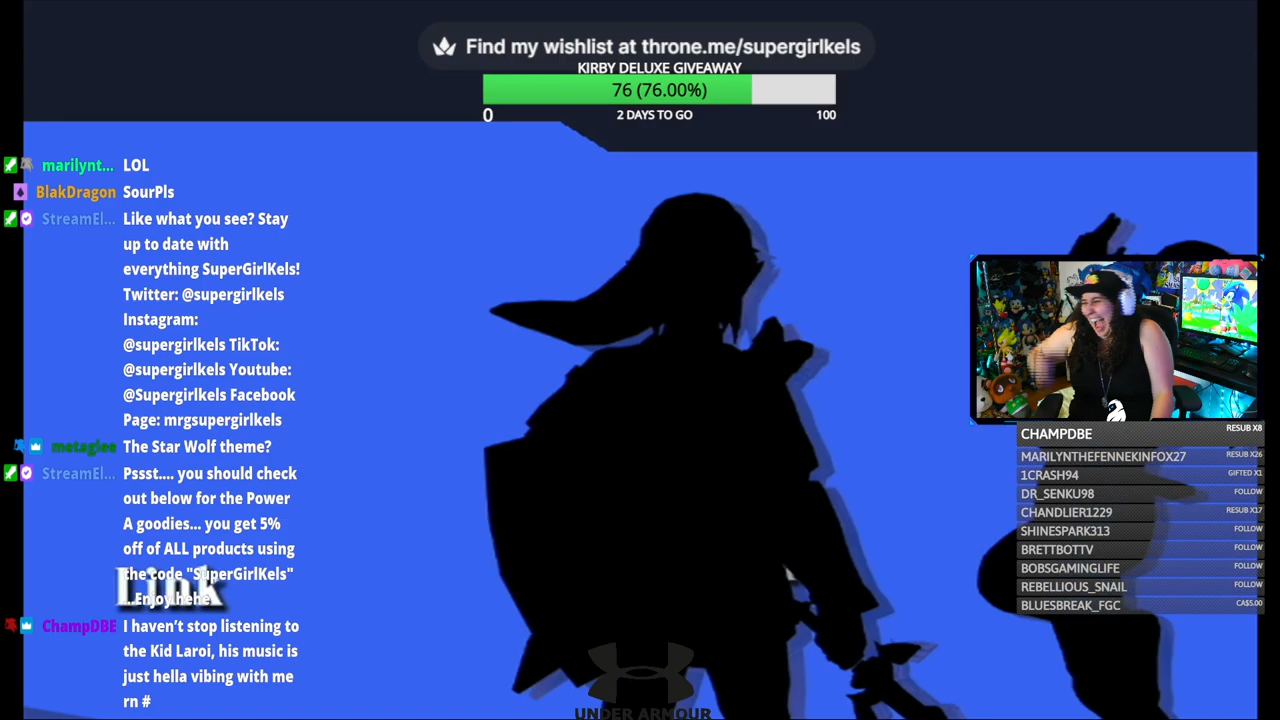 Find my wishlist at throne.me/supergirlkels
KIRBY DELUXE GIVEAWAY
76 (76.00%)
0
2 DAYS TO GO
100
marilynt... LOL
BlakDragon SourPls
StreamEl... Like what you see? Stay
up to date with
everything SuperGirlKels!
Twitter: @supergirlkels
Instagram:
@supergirlkels TikTok:
@supergirlkels Youtube:
@Supergirlkels Facebook
Page: mrgsupergirlkels
metaglee The Star Wolf theme?
StreamEl... Pssst.... you should check
out below for the Power
A goodies... you get 5%
off of ALL products using
the code "SuperGirlKels"
...Enjoy hehe
Link
ChampDBE I haven't stop listening to
the Kid Laroi, his music is
just hella vibing with me
rn #
CHAMPDBE RESUB X8
MARILYNTHEFENNEKINFOX27 RESUB X26
1CRASH94 GIFTED X1
DR_SENKU98 FOLLOW
CHANDLIER1229 RESUB X17
SHINESPARK313 FOLLOW
BRETTBOTTV FOLLOW
BOBSGAMINGLIFE FOLLOW
REBELLIOUS_SNAIL FOLLOW
BLUESBREAK_FGC CA$5.00
UNDER ARMOUR